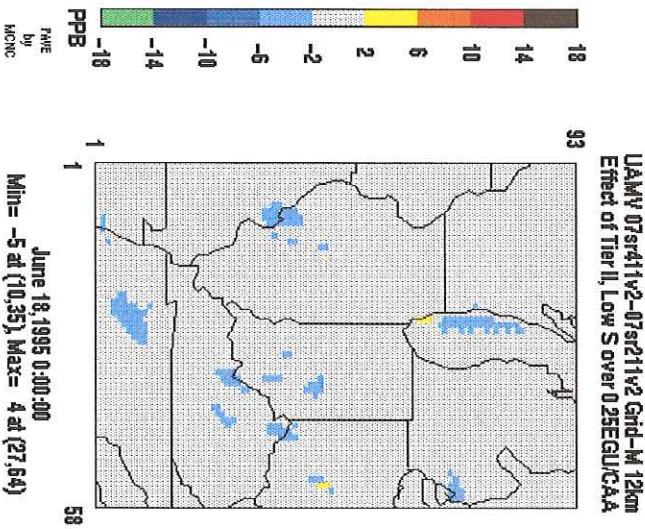 UAMV 07sr411v2-07sr211v2 Grid-M 12km
Effect of Tier II, Low S over 0.25EGU/CAA
PPB
18
14
10
6
2
-2
-6
-10
-14
-18
PAVE
by
MCNC
93
1
1
58
June 18,1995 0:00:00
Min= -5 at (10,35), Max= 4 at (27,64)